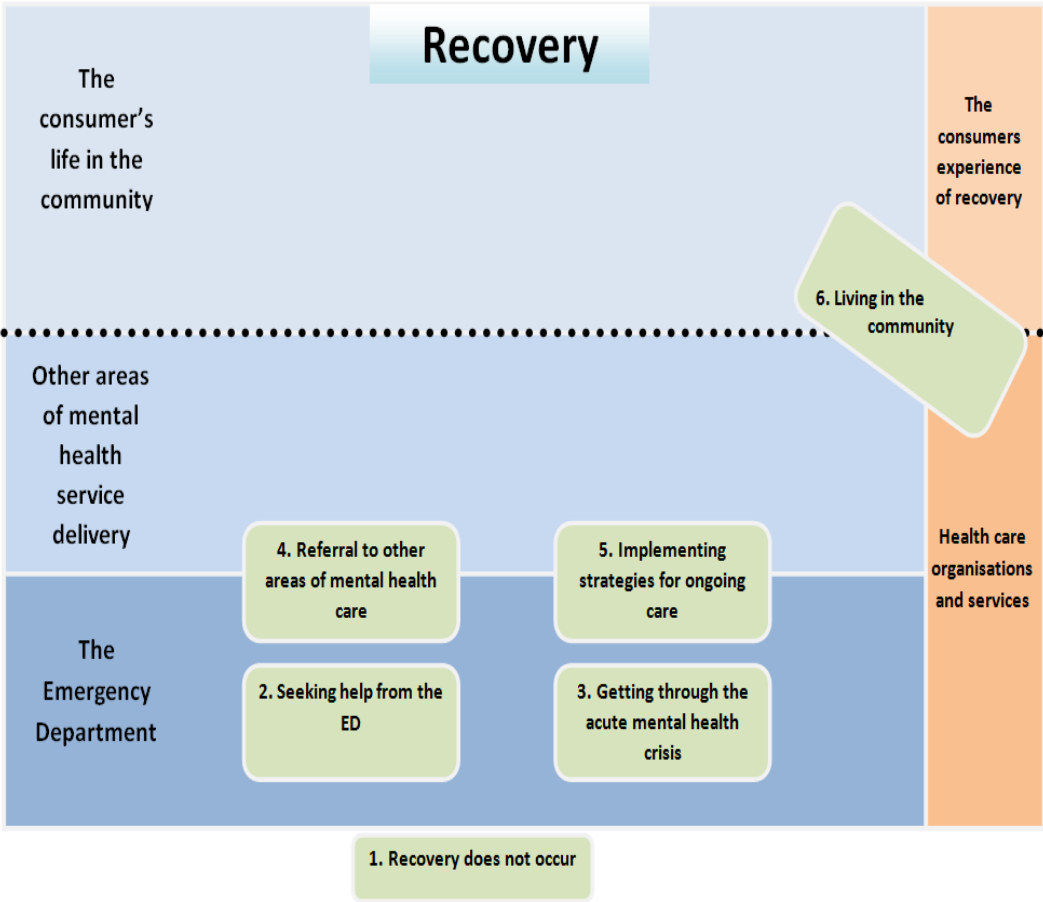 Recovery
The
consumer's
life in the
community
The
consumers
experience
of recovery
6. Living in the
community
Other areas
of mental
health
service
delivery
4. Referral to other
areas of mental health
care
5. Implementing
strategies for ongoing
care
Health care
organisations
and services
The
Emergency
Department
2. Seeking help from the
ED
3. Getting through the
acute mental health
crisis
1. Recovery does not occur